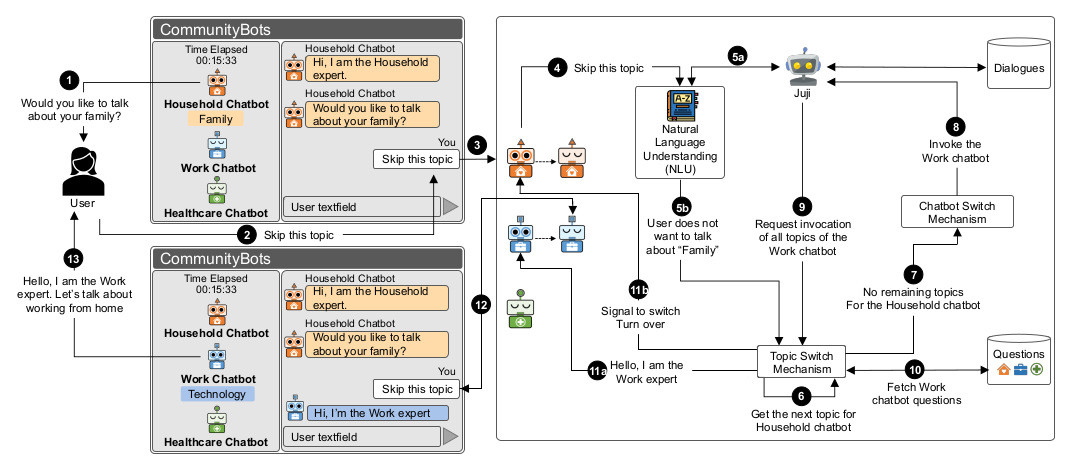 CommunityBots
Time Elapsed
00:15:33
Household Chatbot
Family
Work Chatbot
Healthcare Chatbot
Household Chatbot
Hi, I am the Household
expert.
Household Chatbot
Would you like to talk
about your family?
You
Skip this topic
User textfield
1
Would you like to talk
about your family?
User
2
Skip this topic
3
13
Hello, I am the Work
expert. Let's talk about
working from home
CommunityBots
Time Elapsed
00:15:33
Household Chatbot
Work Chatbot
Technology
Healthcare Chatbot
Household Chatbot
Hi, I am the Household
expert.
Household Chatbot
Would you like to talk
about your family?
You
Skip this topic
Hi, I'm the Work expert
User textfield
12
4
Skip this topic
A-Z
Natural
Language
Understanding
(NLU)
5a
Juji
Dialogues
5b
User does not
want to talk
about “Family”
8
Invoke the
Work chatbot
9
Request invocation
of all topics of the
Work chatbot
Chatbot Switch
Mechanism
7
No remaining topics
For the Household chatbot
11b
Signal to switch
Turn over
11a
Hello, I am the
Work expert
Topic Switch
Mechanism
6
Get the next topic for
Household chatbot
10
Fetch Work
chatbot questions
Questions